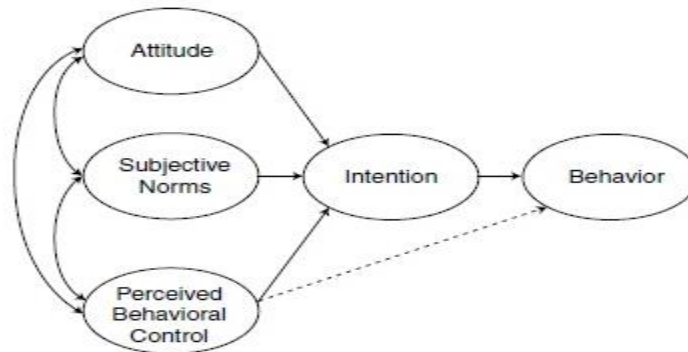 Attitude
Subjective
Norms
Intention
Behavior
Perceived
Behavioral
Control